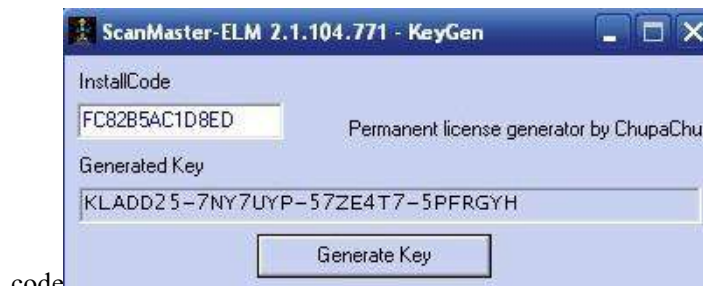 ScanMaster-ELM 2.1.104.771 - KeyGen
InstallCode
FC82B5AC1D8ED
Permanent license generator by ChupaChu
Generated Key
KLADD25-7NY7UYP-57ZE4T7-5PFRGYH
Generate Key
code